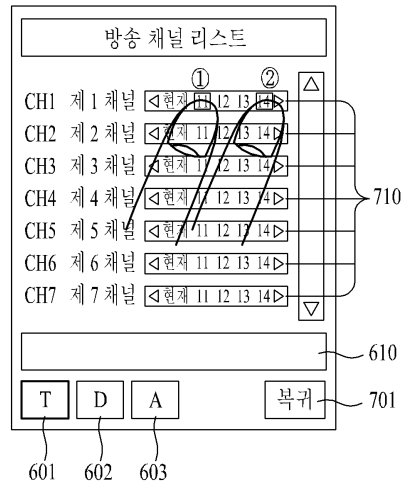 방송 채널 리스트
① ②
CH1 제 1 채널 ◁ 현재 11 12 13 14 ▷
CH2 제 2 채널 ◁ 현재 11 12 13 14 ▷
CH3 제 3 채널 ◁ 현재 11 12 13 14 ▷
CH4 제 4 채널 ◁ 현재 11 12 13 14 ▷
CH5 제 5 채널 ◁ 현재 11 12 13 14 ▷
CH6 제 6 채널 ◁ 현재 11 12 13 14 ▷
CH7 제 7 채널 ◁ 현재 11 12 13 14 ▷
710
610
T D A 복귀 701
601 602 603